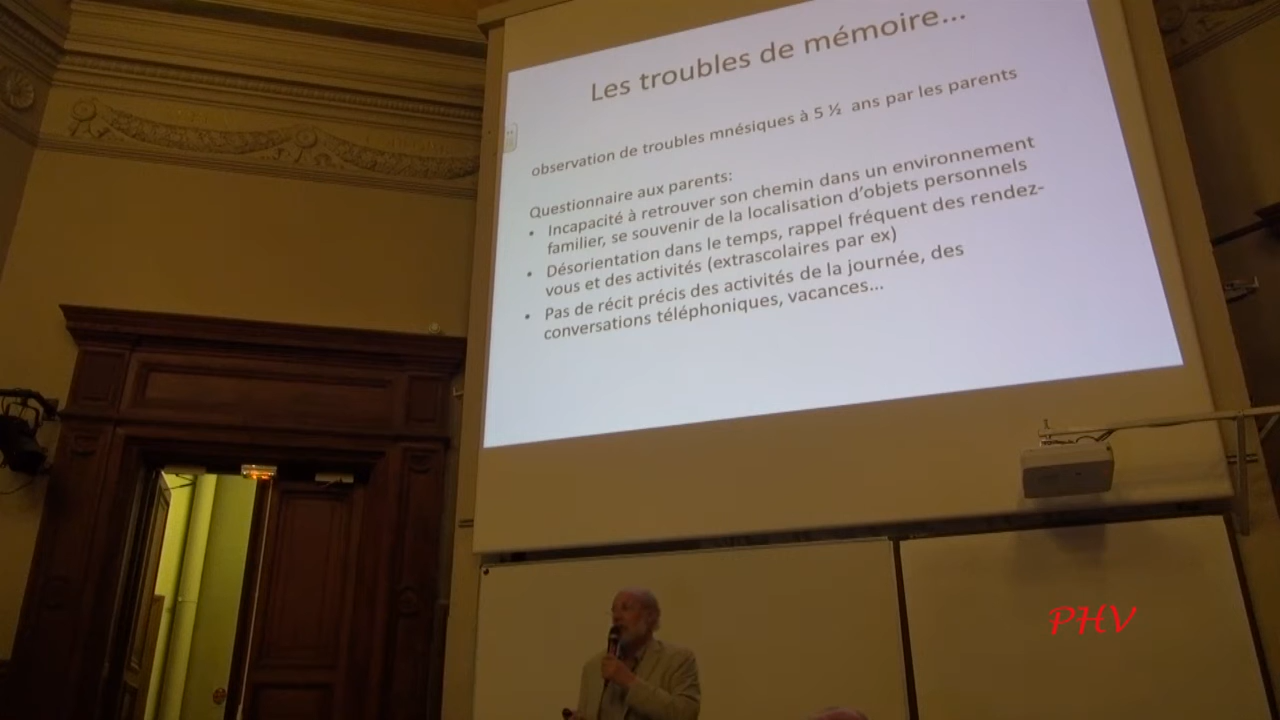 Les troubles de mémoire...
observation de troubles mnésiques à 5 ½ ans par les parents
Questionnaire aux parents:
• Incapacité à retrouver son chemin dans un environnement
familier, se souvenir de la localisation d'objets personnels
• Désorientation dans le temps, rappel fréquent des rendez-
vous et des activités (extrascolaires par ex)
• Pas de récit précis des activités de la journée, des
conversations téléphoniques, vacances...
PHV